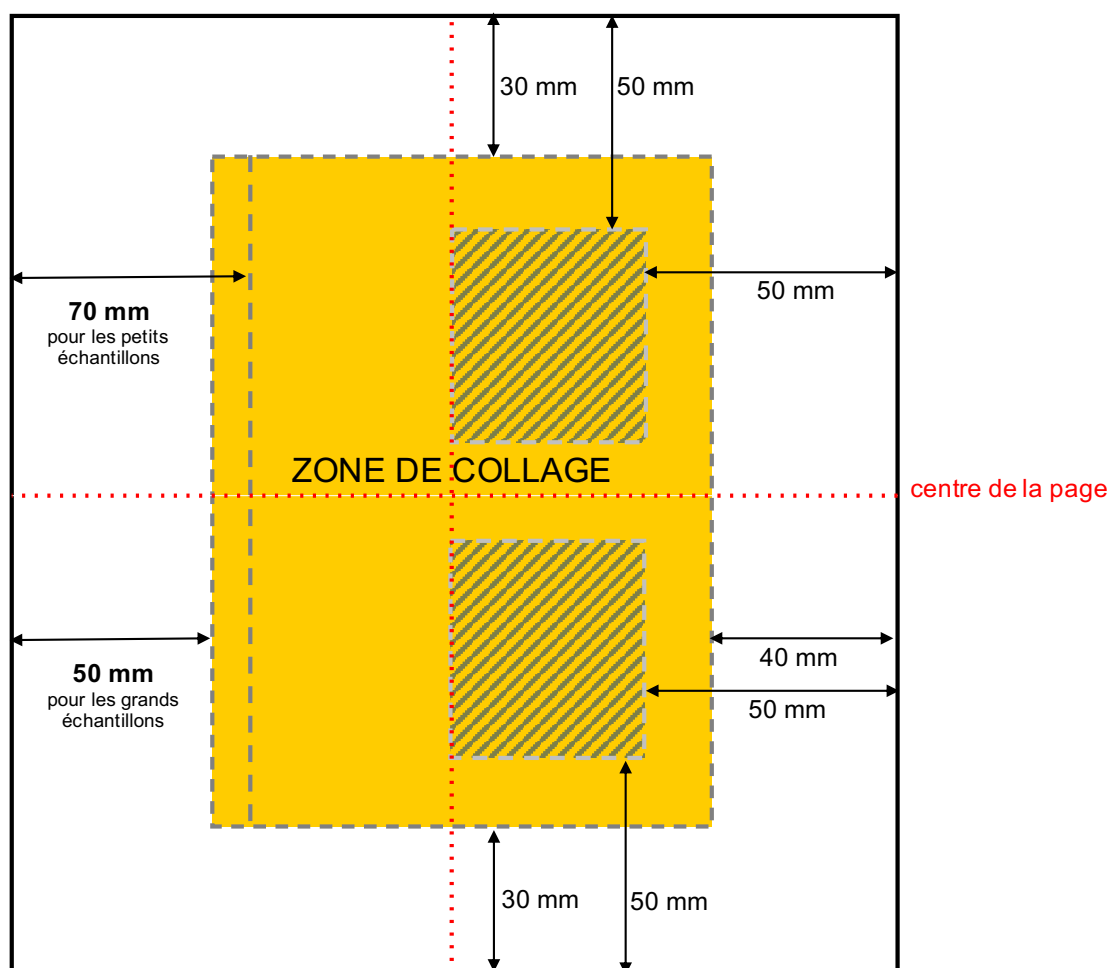 30 mm
50 mm
50 mm
70 mm
pour les petits
échantillons
ZONE DE COLLAGE
centre de la page
50 mm
pour les grands
échantillons
40 mm
50 mm
30 mm
50 mm